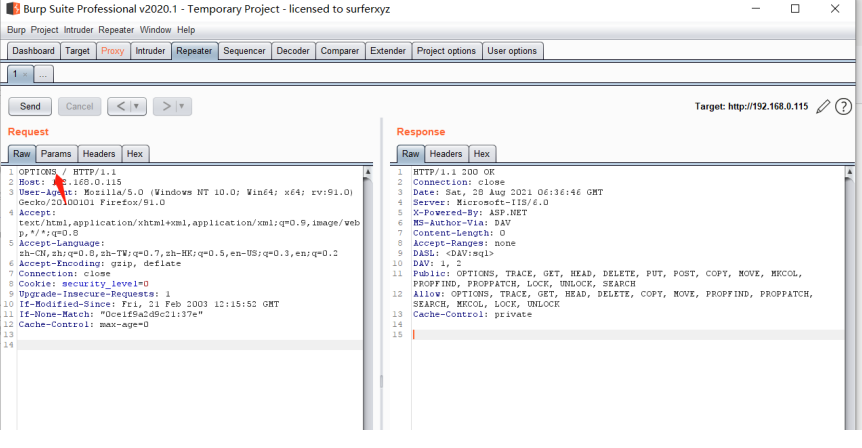 Burp Suite Professional v2020.1 - Temporary Project - licensed to surferxyz
Burp Project Intruder Repeater Window Help
Dashboard Target Proxy Intruder Repeater Sequencer Decoder Comparer Extender Project options User options
1 × ...
Send Cancel < > Target: http://192.168.0.115
Request
Raw Params Headers Hex
1 OPTIONS / HTTP/1.1
2 Host: 192.168.0.115
3 User-Agent: Mozilla/5.0 (Windows NT 10.0; Win64; x64; rv:91.0)
Gecko/20100101 Firefox/91.0
4 Accept:
text/html,application/xhtml+xml,application/xml;q=0.9,image/web
p,*/*;q=0.8
5 Accept-Language:
zh-CN,zh;q=0.8,zh-TW;q=0.7,zh-HK;q=0.5,en-US;q=0.3,en;q=0.2
6 Accept-Encoding: gzip, deflate
7 Connection: close
8 Cookie: security_level=0
9 Upgrade-Insecure-Requests: 1
10 If-Modified-Since: Fri, 21 Feb 2003 12:15:52 GMT
11 If-None-Match: "0ce1f9a2d9c21:37e"
12 Cache-Control: max-age=0
13
14
Response
Raw Headers Hex
1 HTTP/1.1 200 OK
2 Connection: close
3 Date: Sat, 28 Aug 2021 06:36:46 GMT
4 Server: Microsoft-IIS/6.0
5 X-Powered-By: ASP.NET
6 MS-Author-Via: DAV
7 Content-Length: 0
8 Accept-Ranges: none
9 DASL: <DAV:sql>
10 DAV: 1, 2
11 Public: OPTIONS, TRACE, GET, HEAD, DELETE, PUT, POST, COPY, MOVE, MKCOL,
PROPFIND, PROPPATCH, LOCK, UNLOCK, SEARCH
12 Allow: OPTIONS, TRACE, GET, HEAD, DELETE, COPY, MOVE, PROPFIND, PROPPATCH,
SEARCH, MKCOL, LOCK, UNLOCK
13 Cache-Control: private
14
15